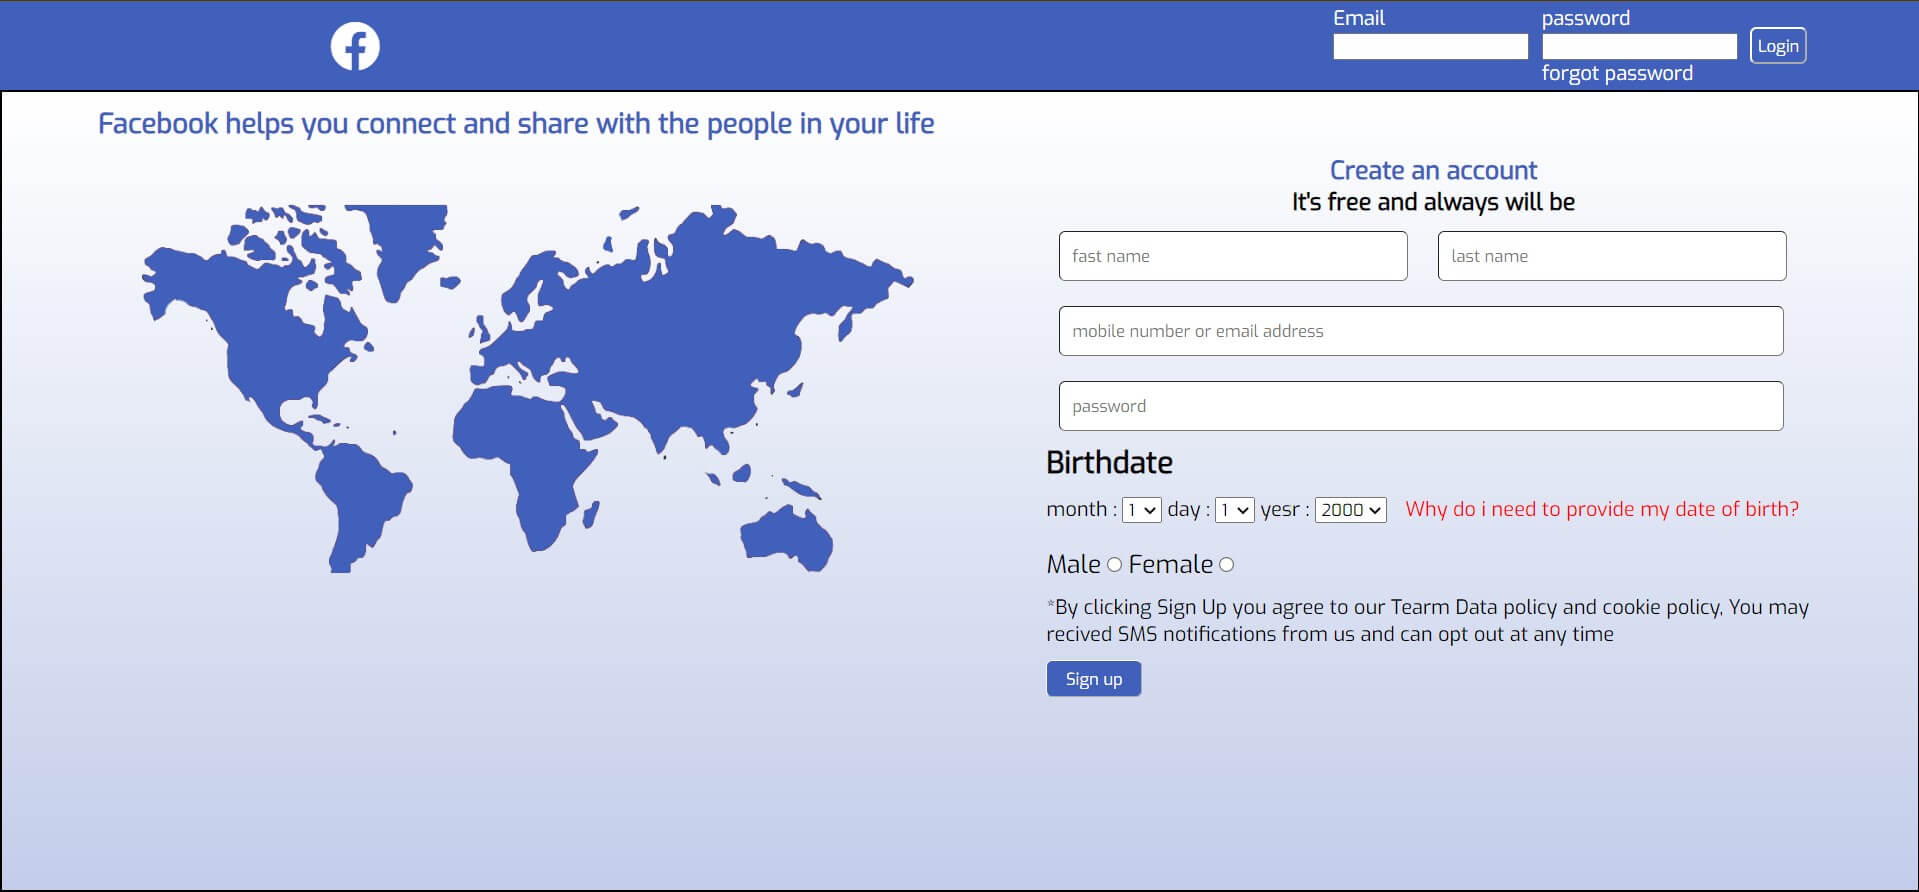 Email
password
Login
forgot password
Facebook helps you connect and share with the people in your life
Create an account
It's free and always will be
fast name
last name
mobile number or email address
password
Birthdate
month : 1 day : 1 yesr : 2000 Why do i need to provide my date of birth?
Male Female
*By clicking Sign Up you agree to our Tearm Data policy and cookie policy, You may
recived SMS notifications from us and can opt out at any time
Sign up